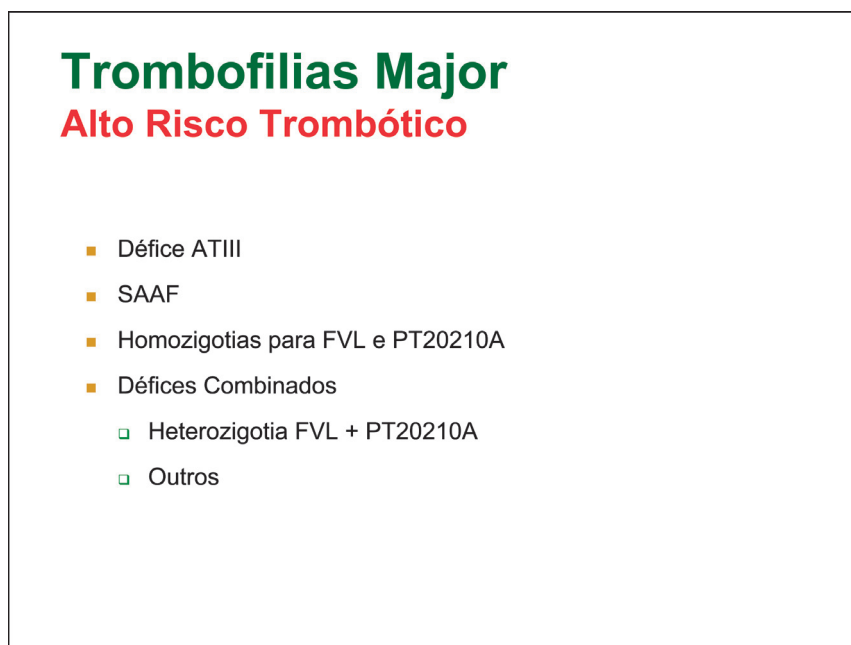 Trombofilias Major
Alto Risco Trombótico
Défice ATIII
SAAF
Homozigotias para FVL e PT20210A
Défices Combinados
Heterozigotia FVL + PT20210A
Outros